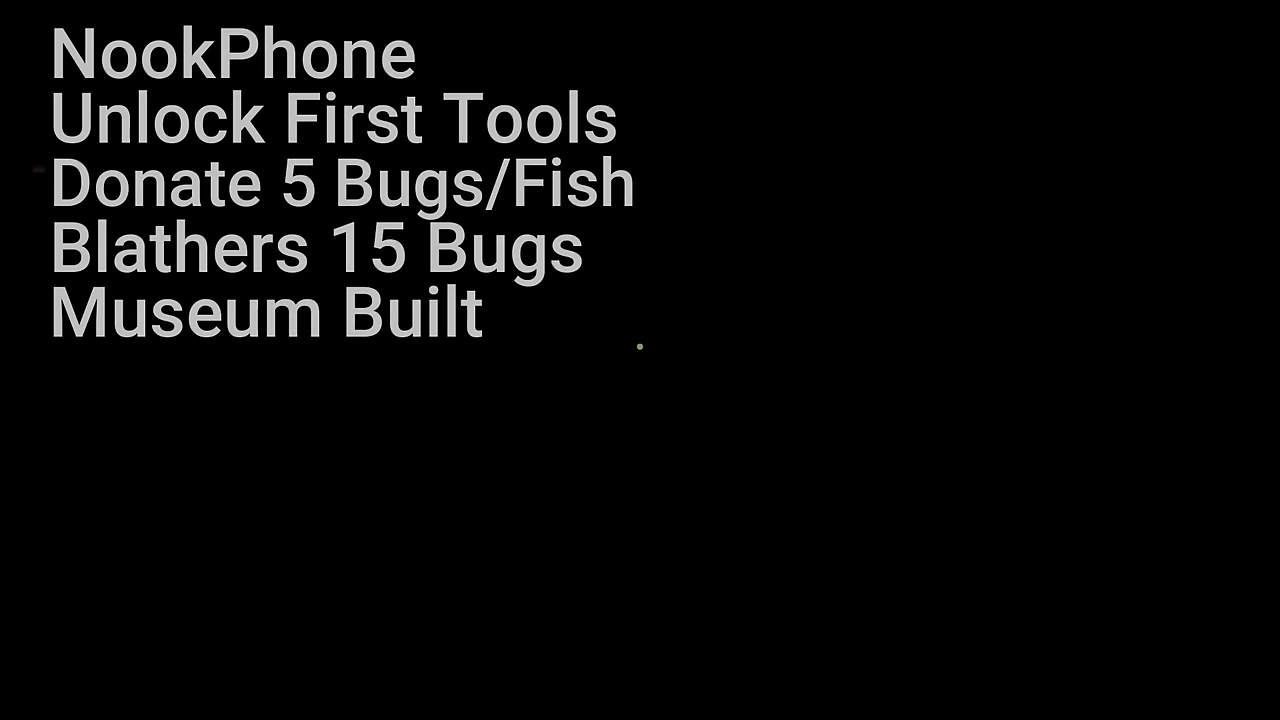 NookPhone
Unlock First Tools
Donate 5 Bugs/Fish
Blathers 15 Bugs
Museum Built